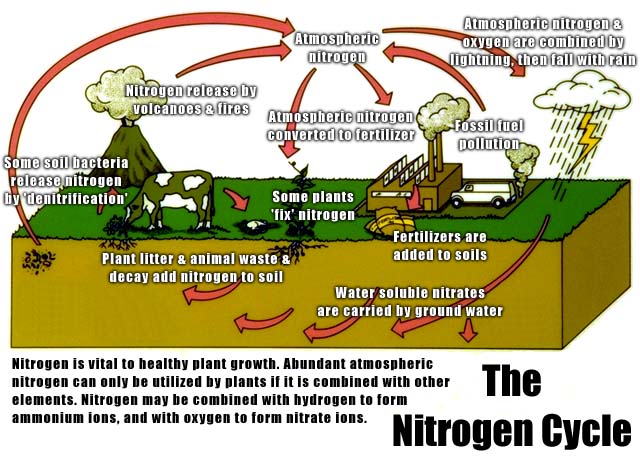 Atmospheric
nitrogen
Atmospheric nitrogen &
oxygen are combined by
lightning, then fall with rain
Nitrogen release by
volcanoes & fires
Atmospheric nitrogen
converted to fertilizer
Fossil fuel
pollution
Some soil bacteria
release nitrogen
by 'denitrification'
Some plants
'fix' nitrogen
Fertilizers are
added to soils
Plant litter & animal waste &
decay add nitrogen to soil
Water soluble nitrates
are carried by ground water
Nitrogen is vital to healthy plant growth. Abundant atmospheric
nitrogen can only be utilized by plants if it is combined with other
elements. Nitrogen may be combined with hydrogen to form
ammonium ions, and with oxygen to form nitrate ions.
The
Nitrogen Cycle